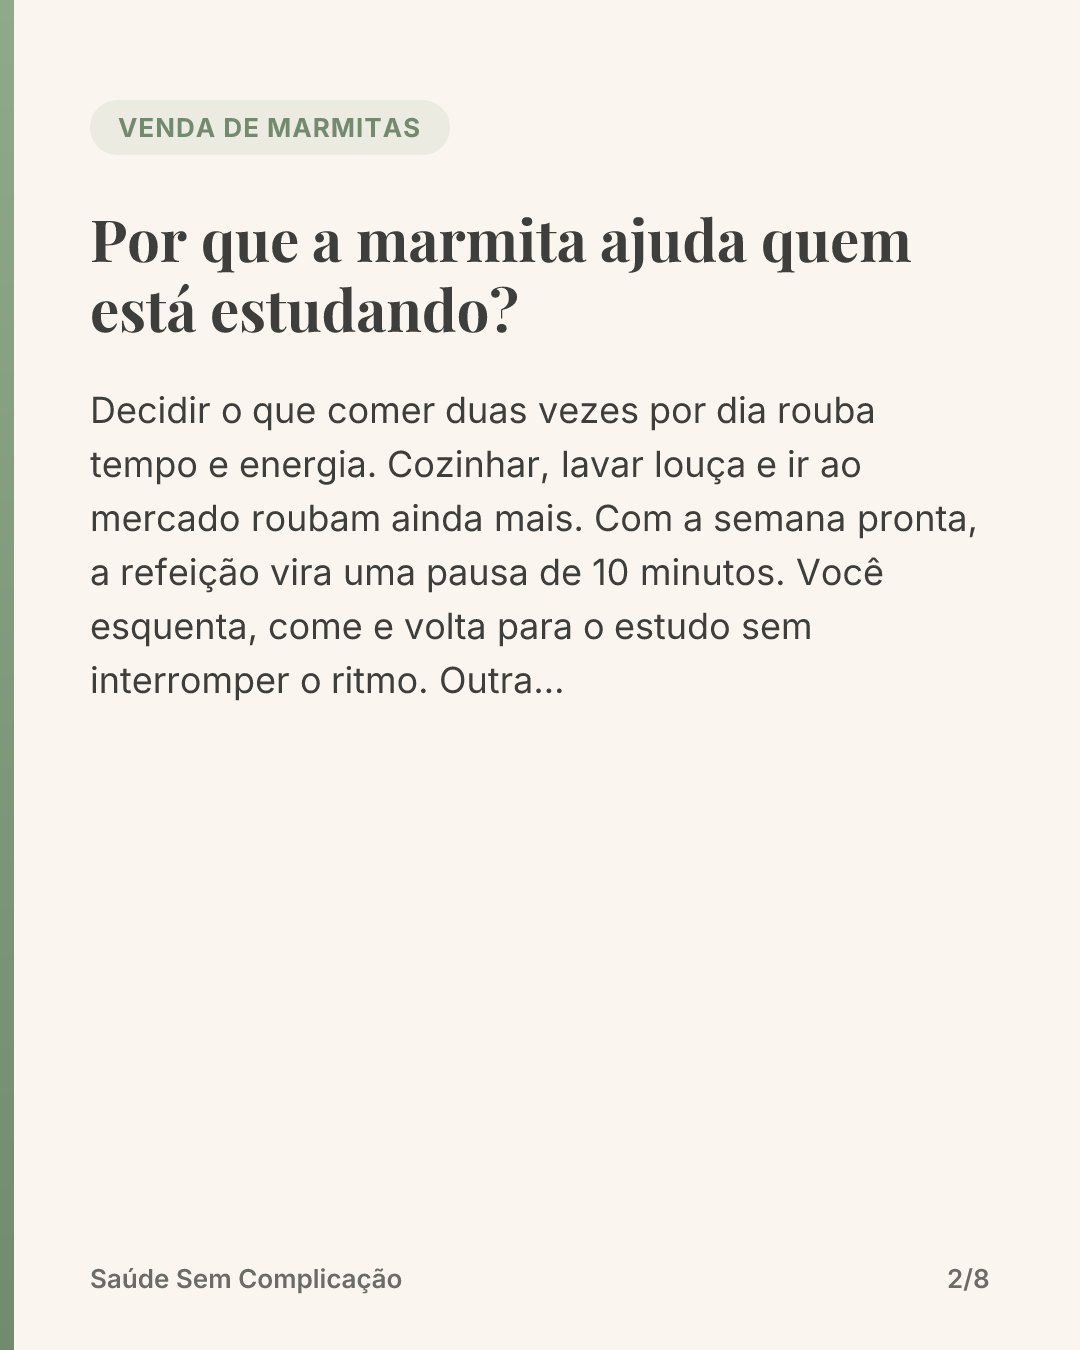 VENDA DE MARMITAS
Por que a marmita ajuda quem
está estudando?
Decidir o que comer duas vezes por dia rouba
tempo e energia. Cozinhar, lavar louça e ir ao
mercado roubam ainda mais. Com a semana pronta,
a refeição vira uma pausa de 10 minutos. Você
esquenta, come e volta para o estudo sem
interromper o ritmo. Outra...
Saúde Sem Complicação
2/8